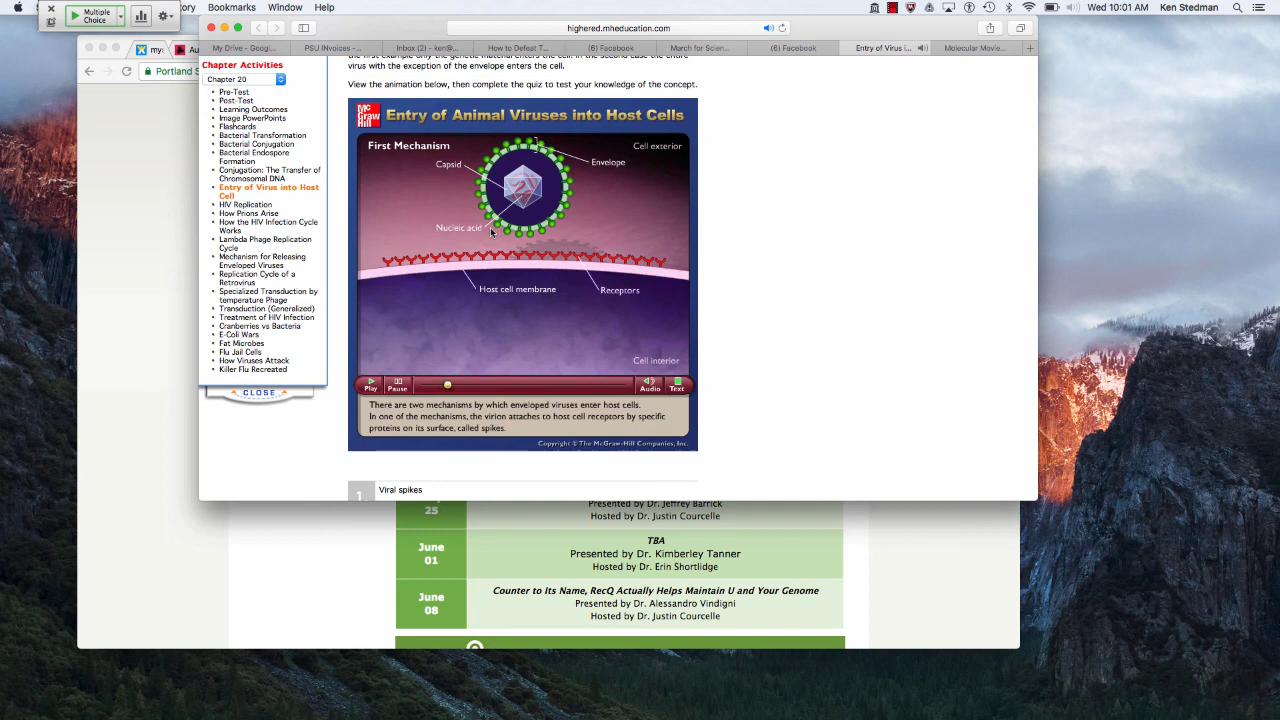 Bookmarks Window Help
Wed 10:01 AM Ken Stedman
Multiple
Choice
highered.mheducation.com
My Drive - Googl...
PSU INvoices - ...
Inbox (2) - ken@...
How to Defeat T...
(6) Facebook
March for Scien...
(6) Facebook
Entry of Virus i...
Molecular Movie...
Portland S
Chapter Activities
Chapter 20
Pre-Test
Post-Test
Learning Outcomes
Image PowerPoints
Flashcards
Bacterial Transformation
Bacterial Conjugation
Bacterial Endospore
Formation
Conjugation: The Transfer of
Chromosomal DNA
Entry of Virus into Host
Cell
HIV Replication
How Prions Arise
How the HIV Infection Cycle
Works
Lambda Phage Replication
Cycle
Mechanism for Releasing
Enveloped Viruses
Replication Cycle of a
Retrovirus
Specialized Transduction by
temperature Phage
Transduction (Generalized)
Treatment of HIV Infection
Cranberries vs Bacteria
E-Coli Wars
Fat Microbes
Flu Jail Cells
How Viruses Attack
Killer Flu Recreated
CLOSE
virus with the exception of the envelope enters the cell.
View the animation below, then complete the quiz to test your knowledge of the concept.
Mc
Graw
Hill
Entry of Animal Viruses into Host Cells
First Mechanism
Cell exterior
Capsid
Envelope
Nucleic acid
Host cell membrane
Receptors
Cell interior
Play
Pause
Audio
Text
There are two mechanisms by which enveloped viruses enter host cells.
In one of the mechanisms, the virion attaches to host cell receptors by specific
proteins on its surface, called spikes.
Copyright © The McGraw-Hill Companies, Inc.
1
Viral spikes
25
Presented by Dr. Jeffrey Barrick
Hosted by Dr. Justin Courcelle
June
01
TBA
Presented by Dr. Kimberley Tanner
Hosted by Dr. Erin Shortlidge
June
08
Counter to Its Name, RecQ Actually Helps Maintain U and Your Genome
Presented by Dr. Alessandro Vindigni
Hosted by Dr. Justin Courcelle